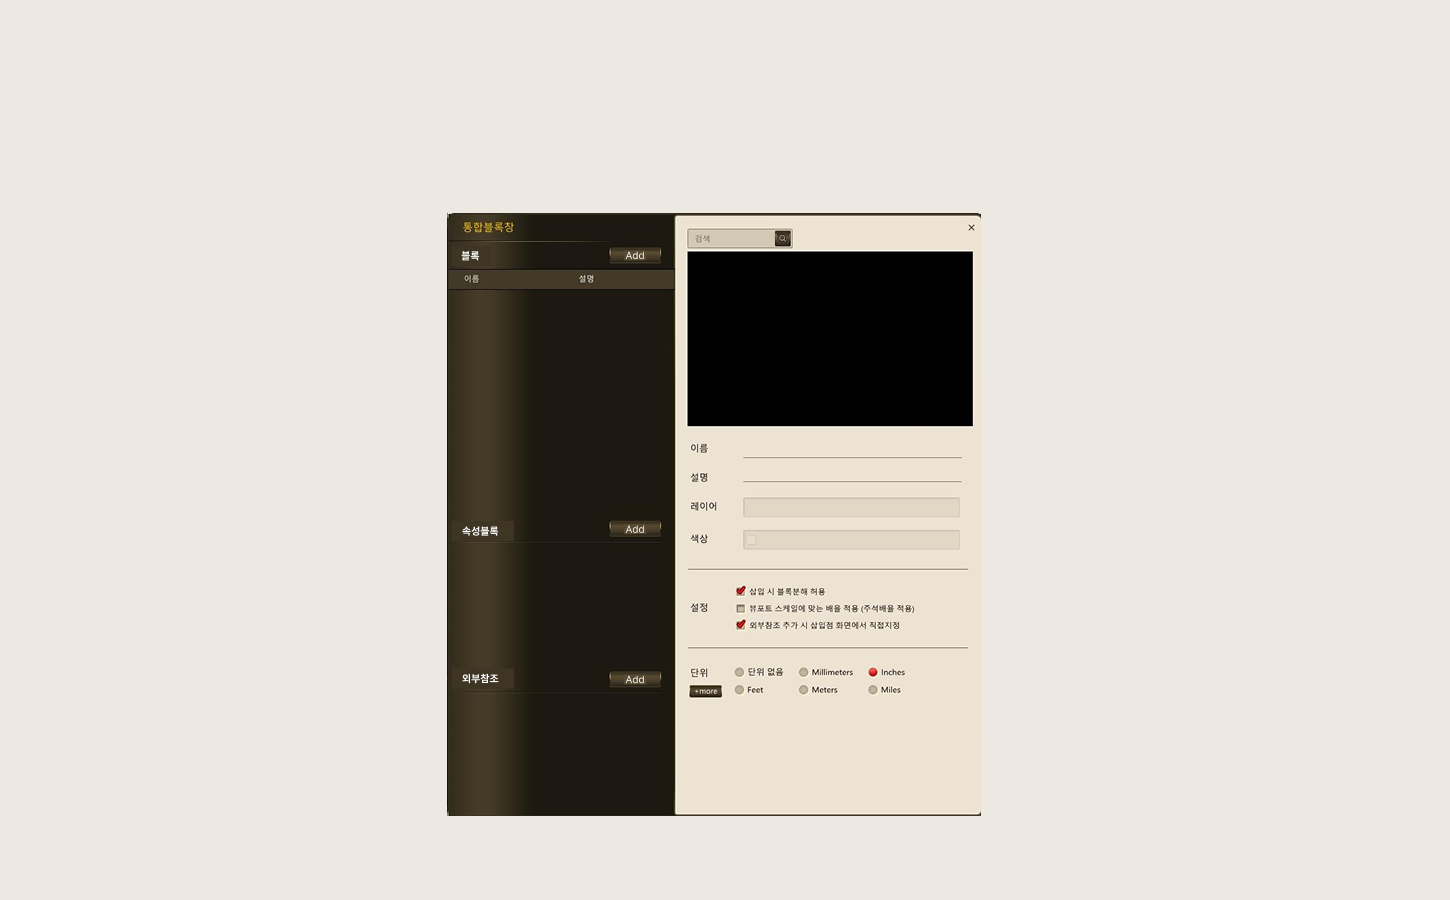 통합블록창
블록
Add
이름
설명
속성블록
Add
외부참조
Add
×
검색
이름
설명
레이어
색상
설정
삽입 시 블록분해 허용
뷰포트 스케일에 맞는 배율 적용 (주석배율 적용)
외부참조 추가 시 삽입점 화면에서 직접지정
단위
+more
단위 없음
Millimeters
Inches
Feet
Meters
Miles